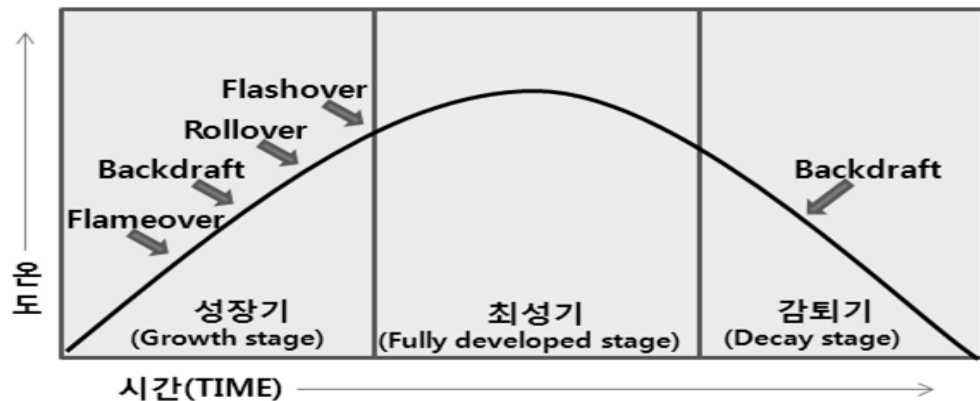 Flashover
Rollover
Backdraft
Flameover
Backdraft
온도
성장기
(Growth stage)
최성기
(Fully developed stage)
감퇴기
(Decay stage)
시간(TIME)